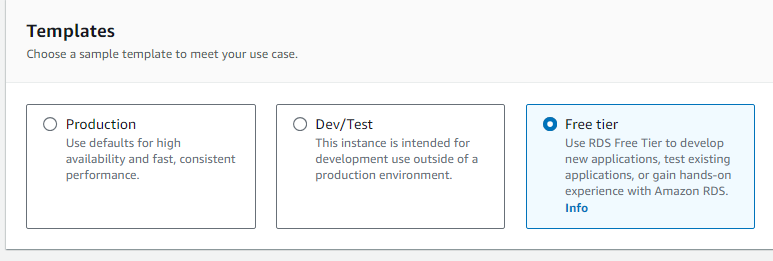 Templates
Choose a sample template to meet your use case.
Production
Use defaults for high
availability and fast, consistent
performance.
Dev/Test
This instance is intended for
development use outside of a
production environment.
Free tier
Use RDS Free Tier to develop
new applications, test existing
applications, or gain hands-on
experience with Amazon RDS.
Info